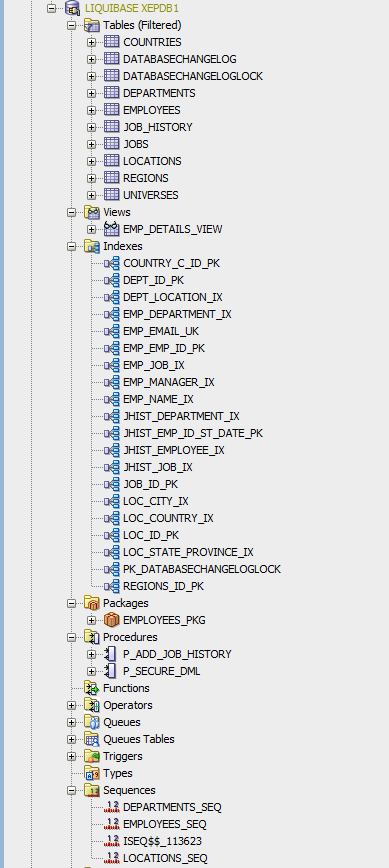 LIQUIBASE XEPDB1
Tables (Filtered)
COUNTRIES
DATABASECHANGELOG
DATABASECHANGELOGLOCK
DEPARTMENTS
EMPLOYEES
JOB_HISTORY
JOBS
LOCATIONS
REGIONS
UNIVERSES
Views
EMP_DETAILS_VIEW
Indexes
COUNTRY_C_ID_PK
DEPT_ID_PK
DEPT_LOCATION_IX
EMP_DEPARTMENT_IX
EMP_EMAIL_UK
EMP_EMP_ID_PK
EMP_JOB_IX
EMP_MANAGER_IX
EMP_NAME_IX
JHIST_DEPARTMENT_IX
JHIST_EMP_ID_ST_DATE_PK
JHIST_EMPLOYEE_IX
JHIST_JOB_IX
JOB_ID_PK
LOC_CITY_IX
LOC_COUNTRY_IX
LOC_ID_PK
LOC_STATE_PROVINCE_IX
PK_DATABASECHANGELOGLOCK
REGIONS_ID_PK
Packages
EMPLOYEES_PKG
Procedures
P_ADD_JOB_HISTORY
P_SECURE_DML
Functions
Operators
Queues
Queues Tables
Triggers
Types
Sequences
DEPARTMENTS_SEQ
EMPLOYEES_SEQ
ISEQ$$_113623
LOCATIONS_SEQ